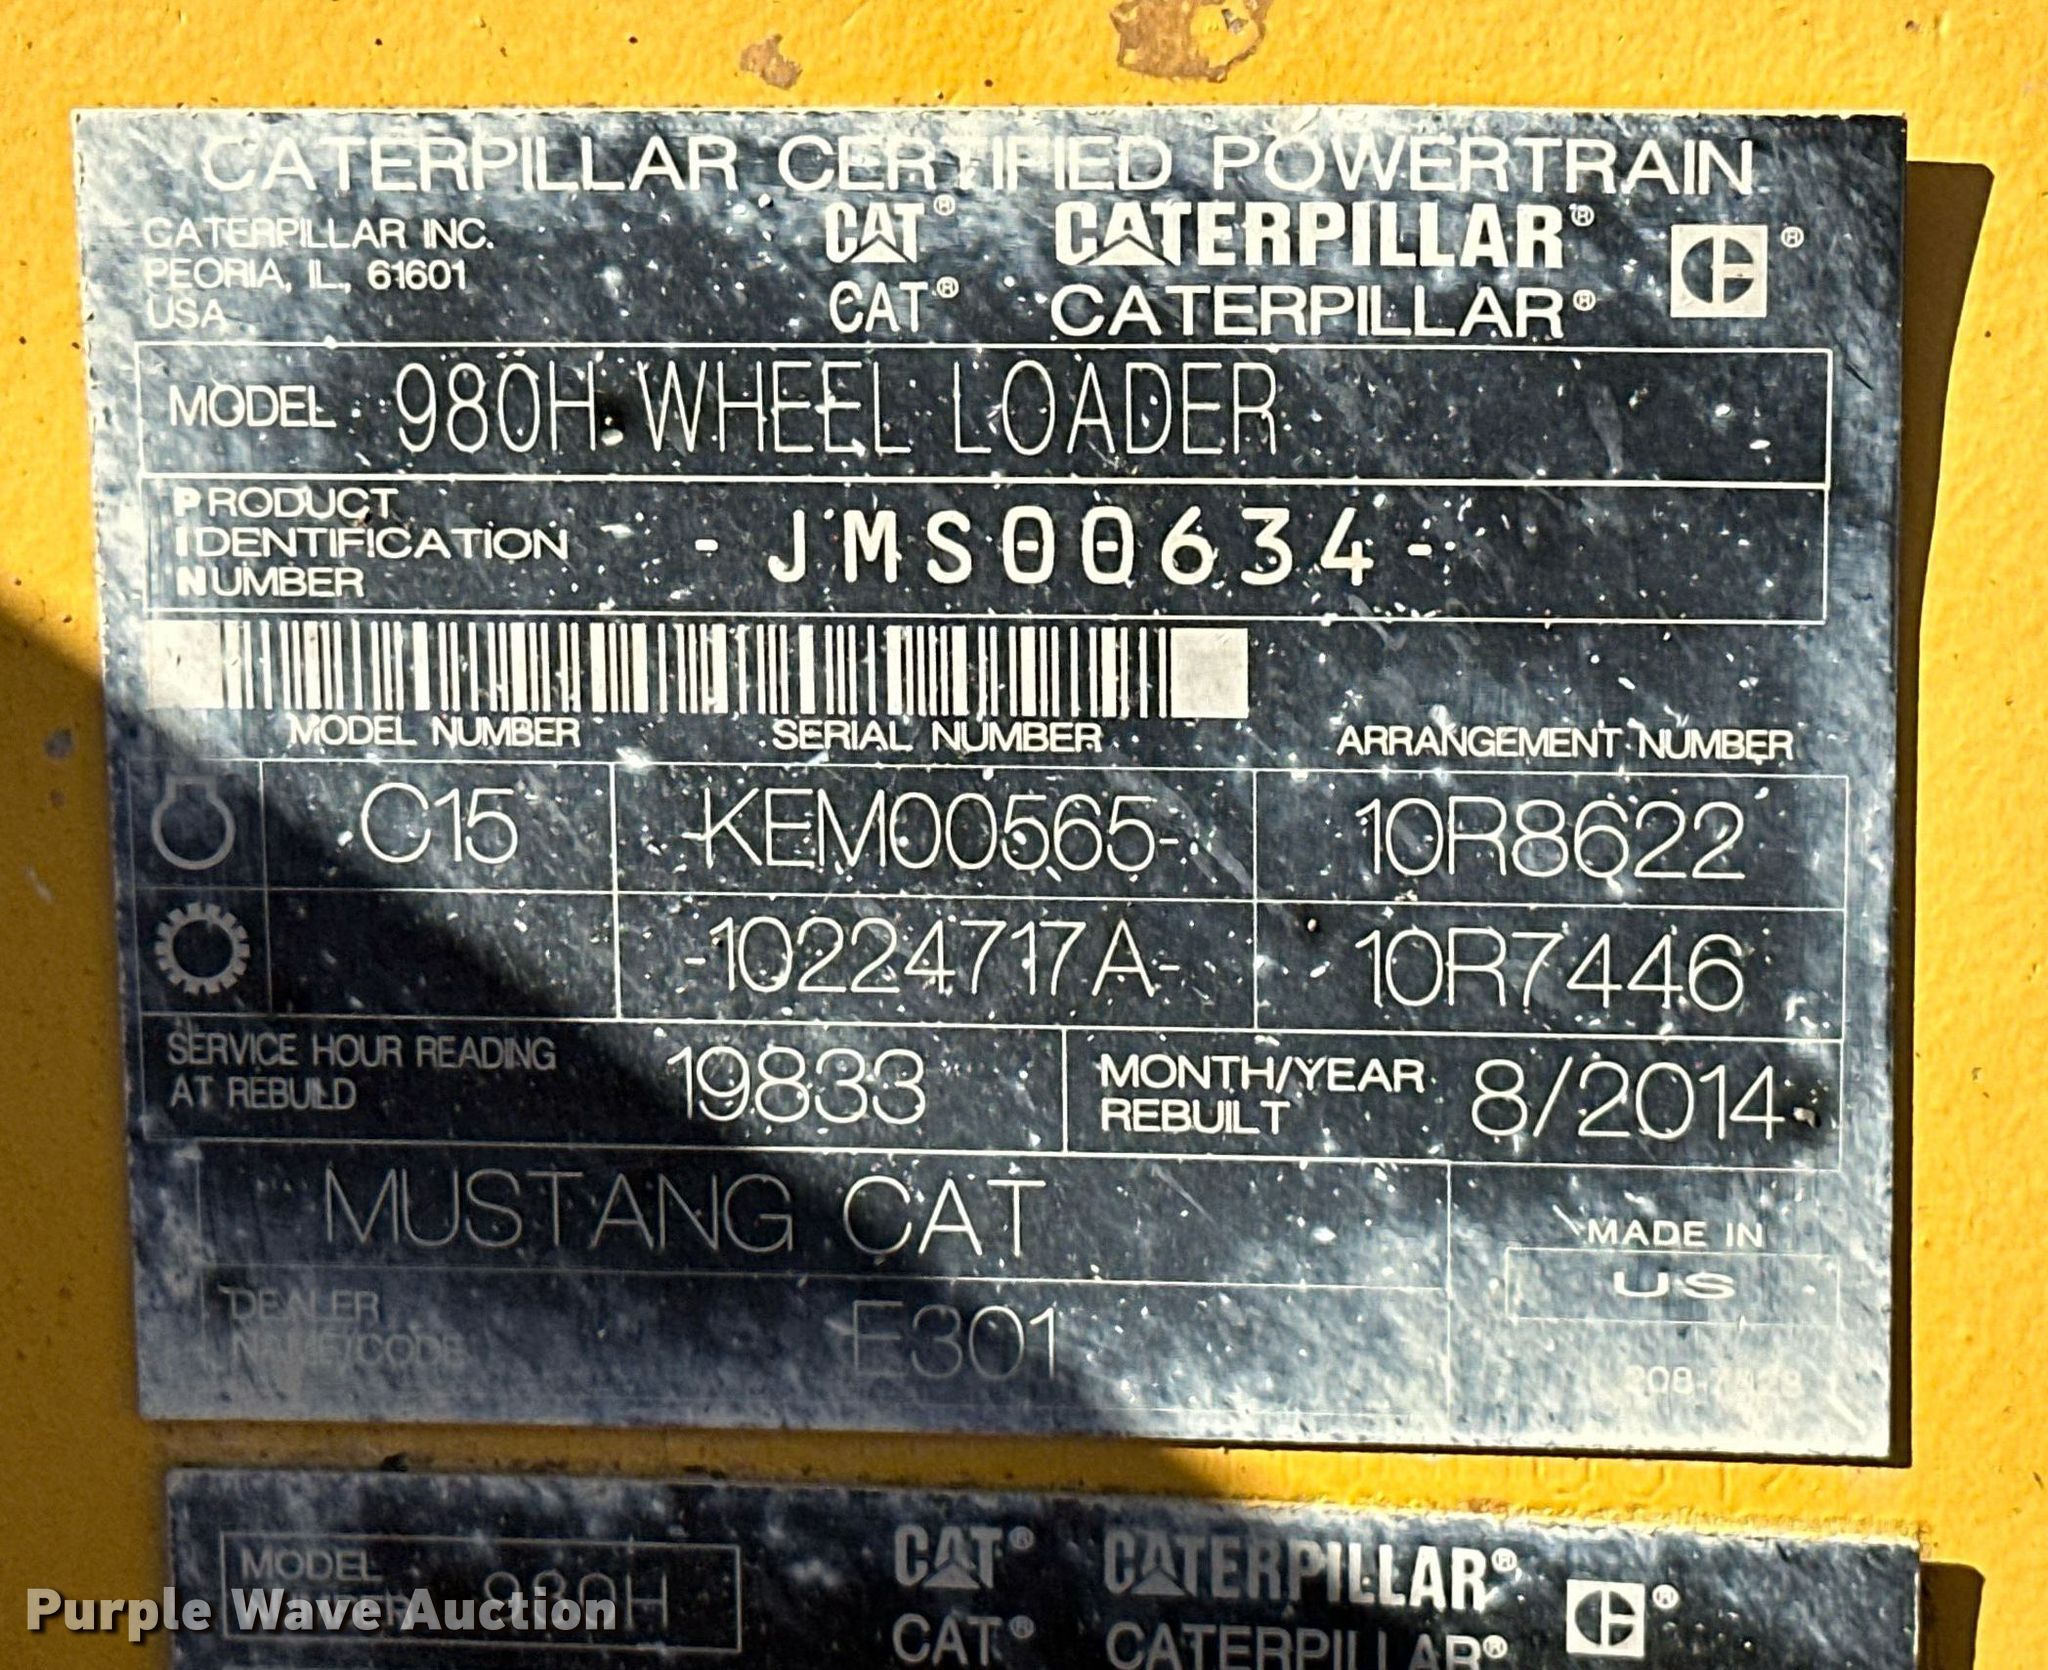 CATERPILLAR CERTIFIED POWERTRAIN
CATERPILLAR INC.
PEORIA, IL, 61601
USA
CAT® CATERPILLAR® ®
CAT® CATERPILLAR®
MODEL 980H WHEEL LOADER
PRODUCT
IDENTIFICATION
NUMBER
-JMS00634-
MODEL NUMBER SERIAL NUMBER ARRANGEMENT NUMBER
C15 -KEM00565- 10R8622
-10224717A- 10R7446
SERVICE HOUR READING
AT REBUILD
19833
MONTH/YEAR
REBUILT
8/2014
MUSTANG CAT
DEALER
NAME/CODE
E301
MADE IN
US
MODEL
980H
CAT® CATERPILLAR® ®
CAT® CATERPILLAR®
Purple Wave Auction